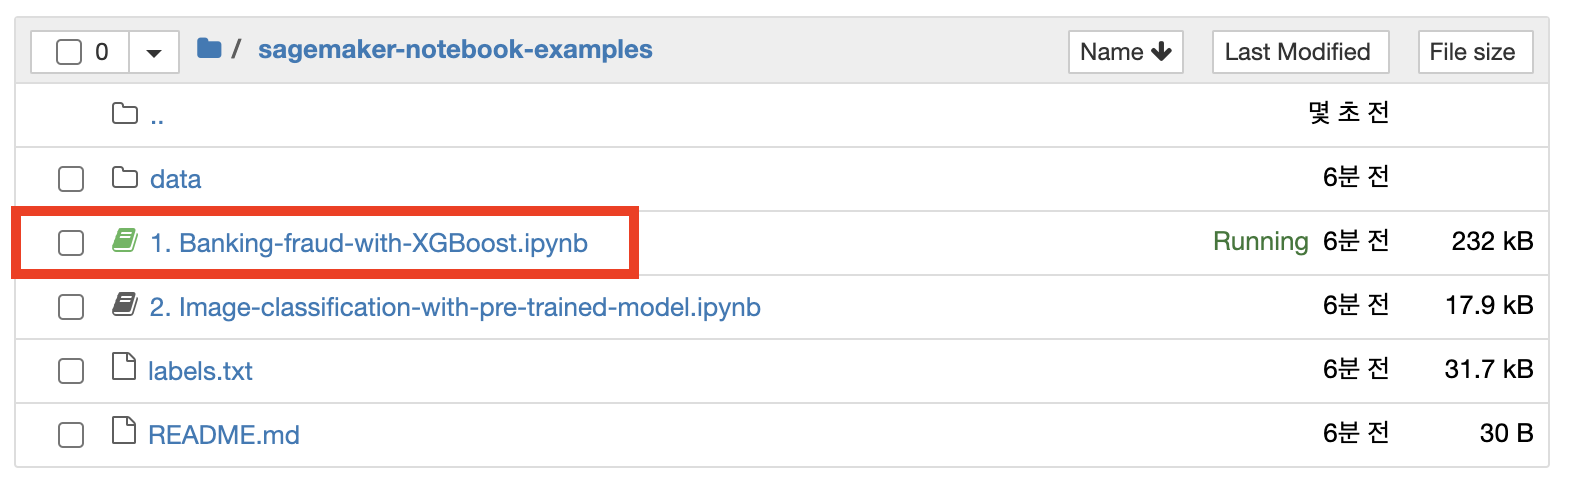 0 / sagemaker-notebook-examples Name Last Modified File size
.. 몇 초 전
data 6분 전
1. Banking-fraud-with-XGBoost.ipynb Running 6분 전 232 kB
2. Image-classification-with-pre-trained-model.ipynb 6분 전 17.9 kB
labels.txt 6분 전 31.7 kB
README.md 6분 전 30 B